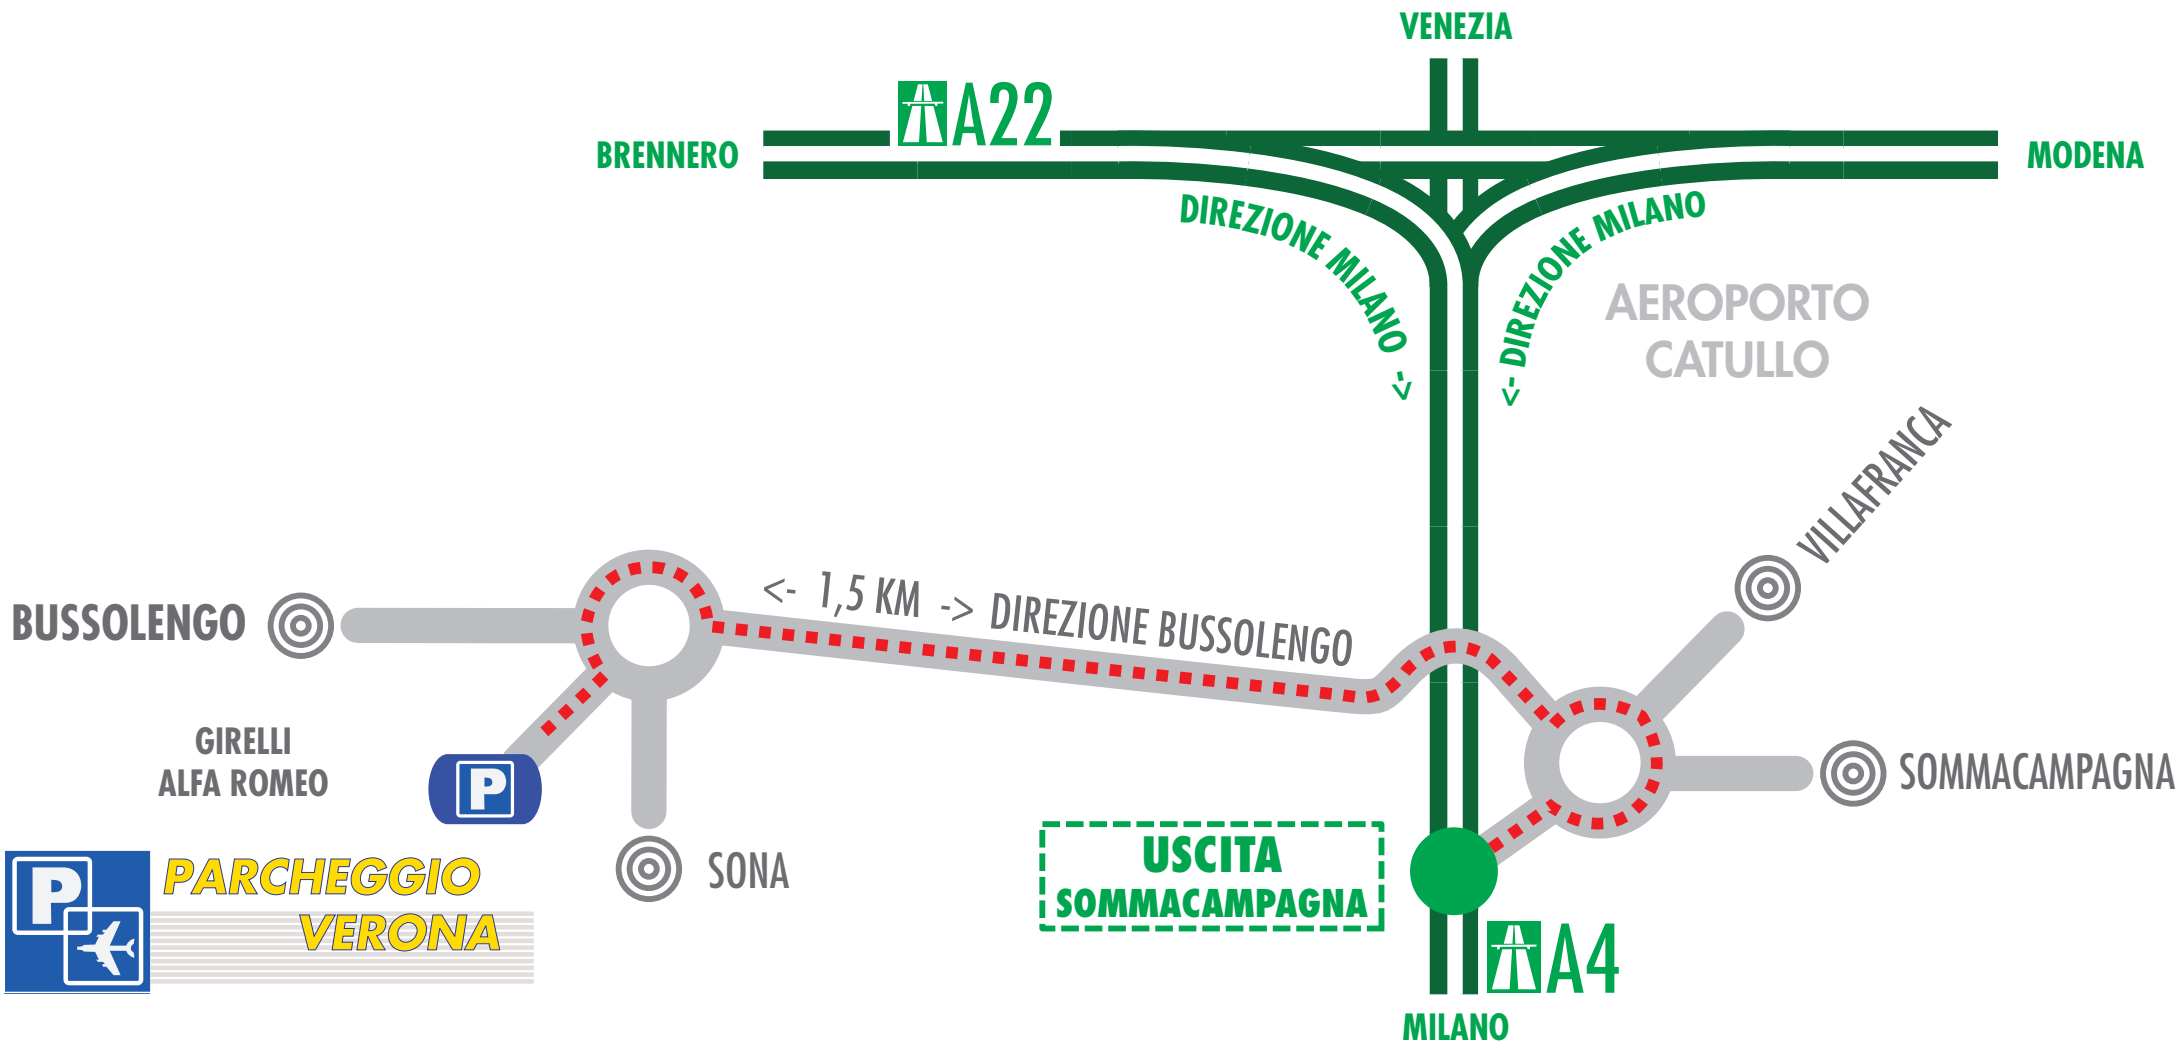 VENEZIA
A22
BRENNERO
MODENA
DIREZIONE MILANO ->
<- DIREZIONE MILANO
AEROPORTO
CATULLO
VILLAFRANCA
<- 1,5 KM -> DIREZIONE BUSSOLENGO
BUSSOLENGO
GIRELLI
ALFA ROMEO
P
SOMMACAMPAGNA
USCITA
SOMMACAMPAGNA
SONA
P
PARCHEGGIO
VERONA
A4
MILANO